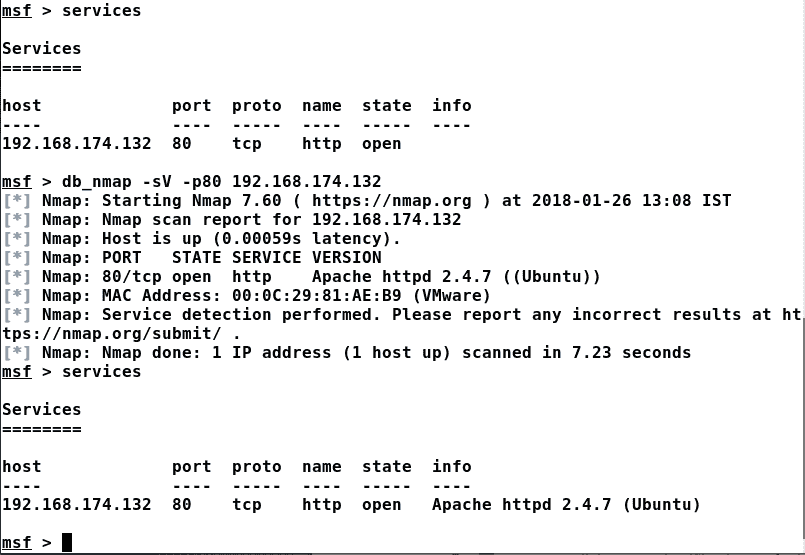 msf > services
Services
========
host             port  proto  name  state  info
----             ----  -----  ----  -----  ----
192.168.174.132  80    tcp    http  open
msf > db_nmap -sV -p80 192.168.174.132
[*] Nmap: Starting Nmap 7.60 ( https://nmap.org ) at 2018-01-26 13:08 IST
[*] Nmap: Nmap scan report for 192.168.174.132
[*] Nmap: Host is up (0.00059s latency).
[*] Nmap: PORT   STATE SERVICE VERSION
[*] Nmap: 80/tcp open  http    Apache httpd 2.4.7 ((Ubuntu))
[*] Nmap: MAC Address: 00:0C:29:81:AE:B9 (VMware)
[*] Nmap: Service detection performed. Please report any incorrect results at ht
tps://nmap.org/submit/ .
[*] Nmap: Nmap done: 1 IP address (1 host up) scanned in 7.23 seconds
msf > services
Services
========
host             port  proto  name  state  info
----             ----  -----  ----  -----  ----
192.168.174.132  80    tcp    http  open   Apache httpd 2.4.7 (Ubuntu)
msf >